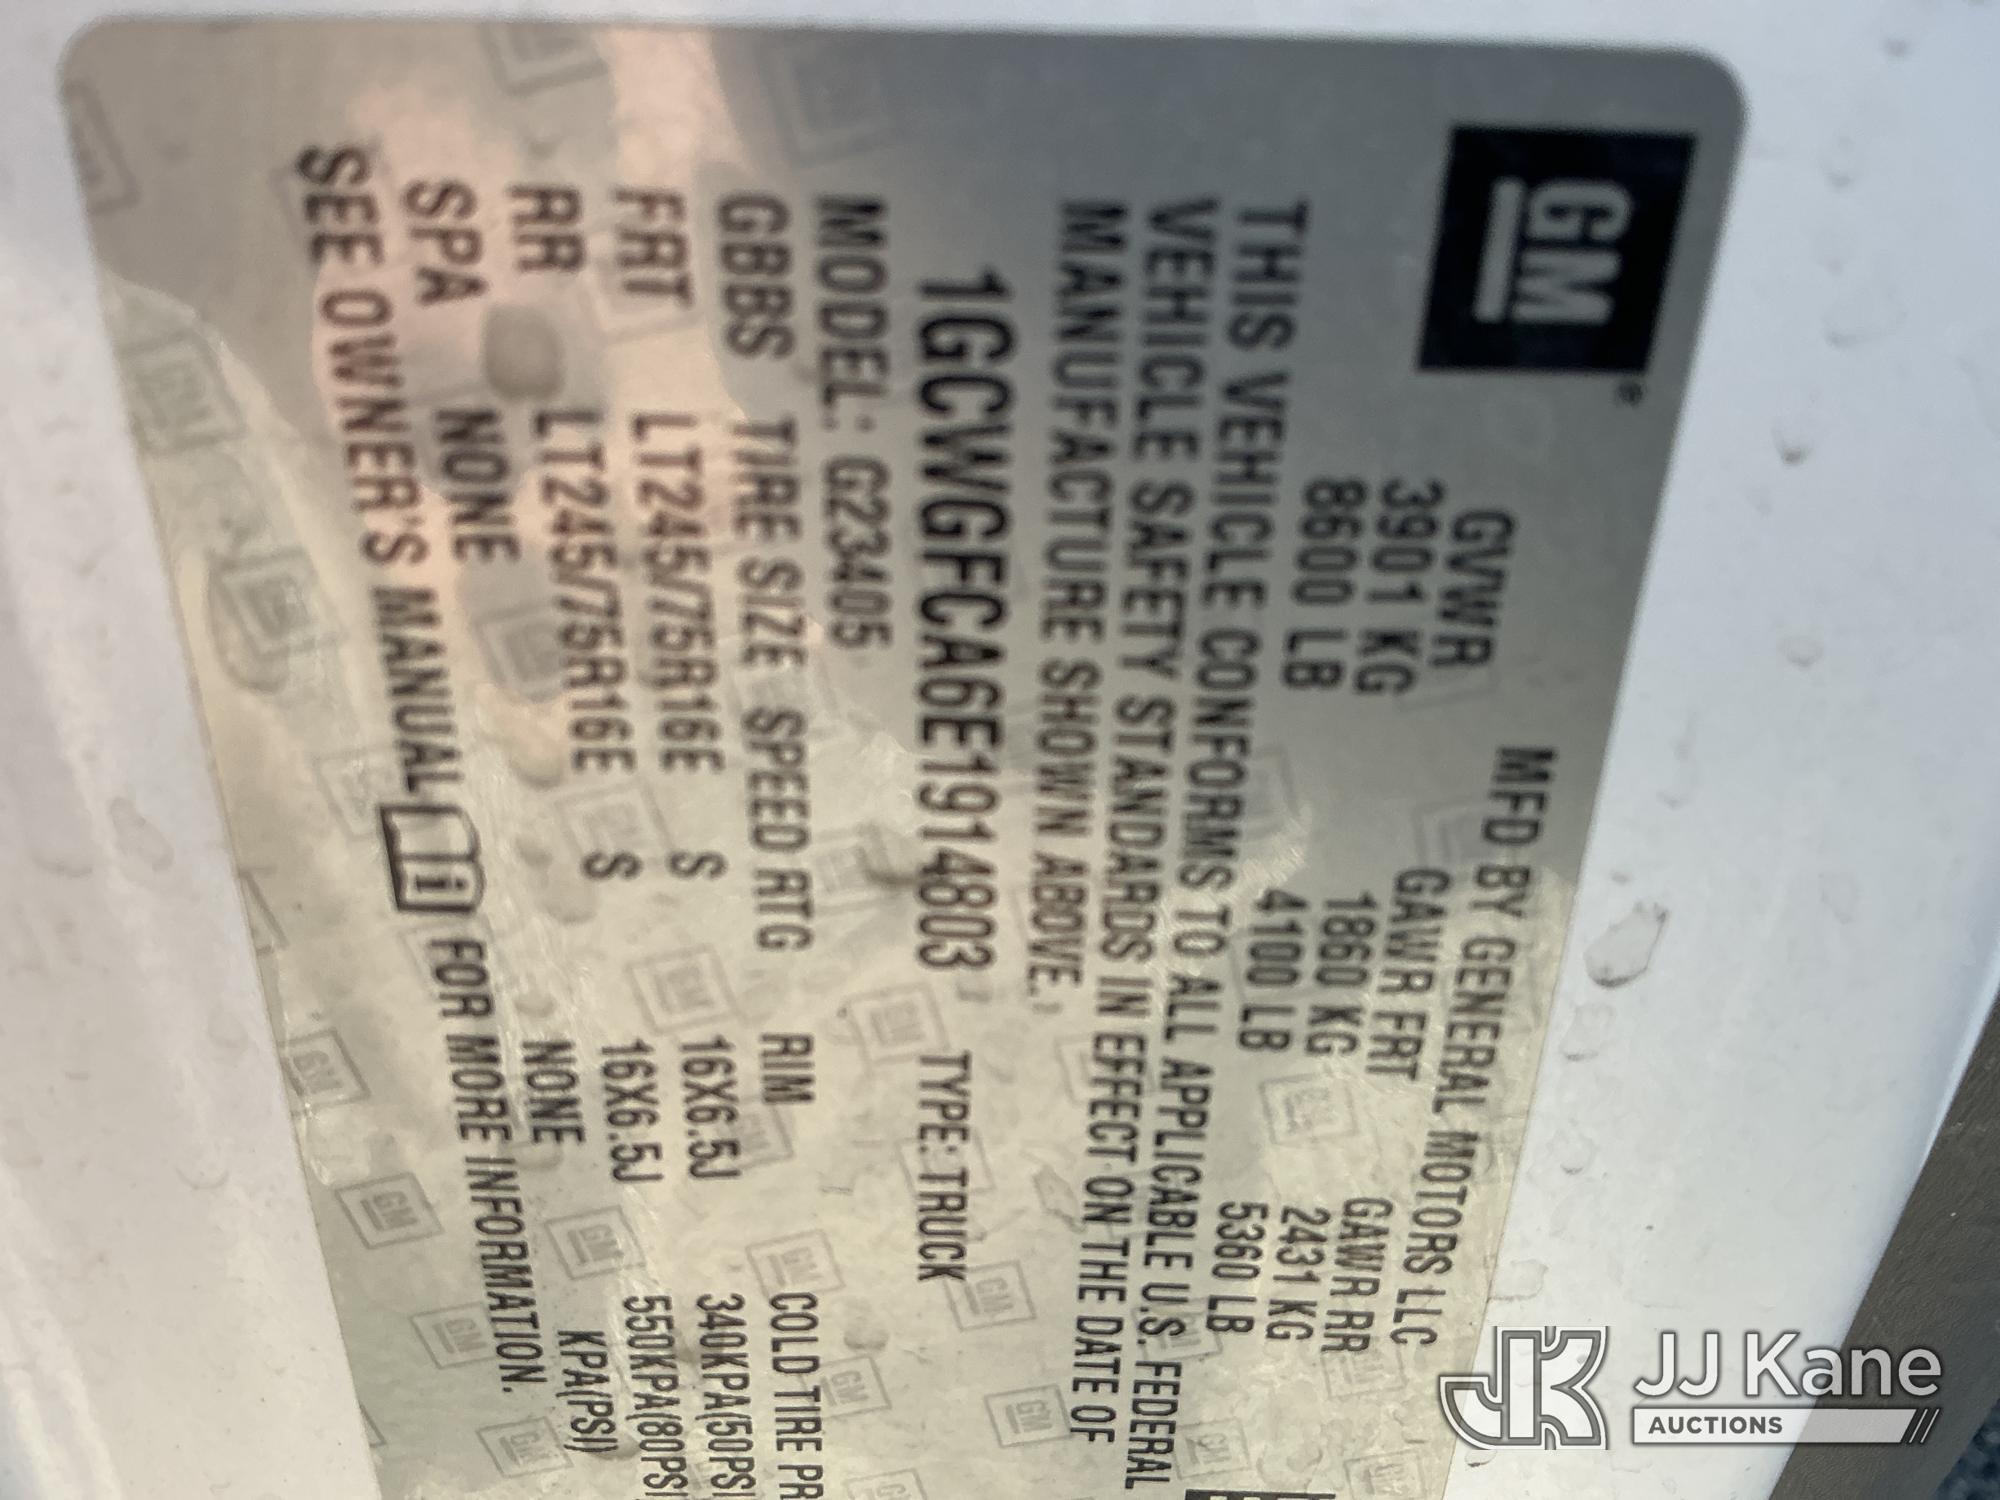 GM
MFD BY GENERAL MOTORS LLC
GVWR GAWR FRT GAWR RR
3901 KG 1860 KG 2431 KG
8600 LB 4100 LB 5360 LB
THIS VEHICLE CONFORMS TO ALL APPLICABLE U.S. FEDERAL
VEHICLE SAFETY STANDARDS IN EFFECT ON THE DATE OF
MANUFACTURE SHOWN ABOVE.
1GCWGFCA6E1914803 TYPE: TRUCK
MODEL: G23405
GBBS TIRE SIZE SPEED RTG RIM COLD TIRE PR
FRT LT245/75R16E S 16X6.5J 340KPA(50PSI
RR LT245/75R16E S 16X6.5J 550KPA(80PSI
SPA NONE NONE KPA(PSI)
SEE OWNER'S MANUAL i FOR MORE INFORMATION.
JK JJ Kane
AUCTIONS